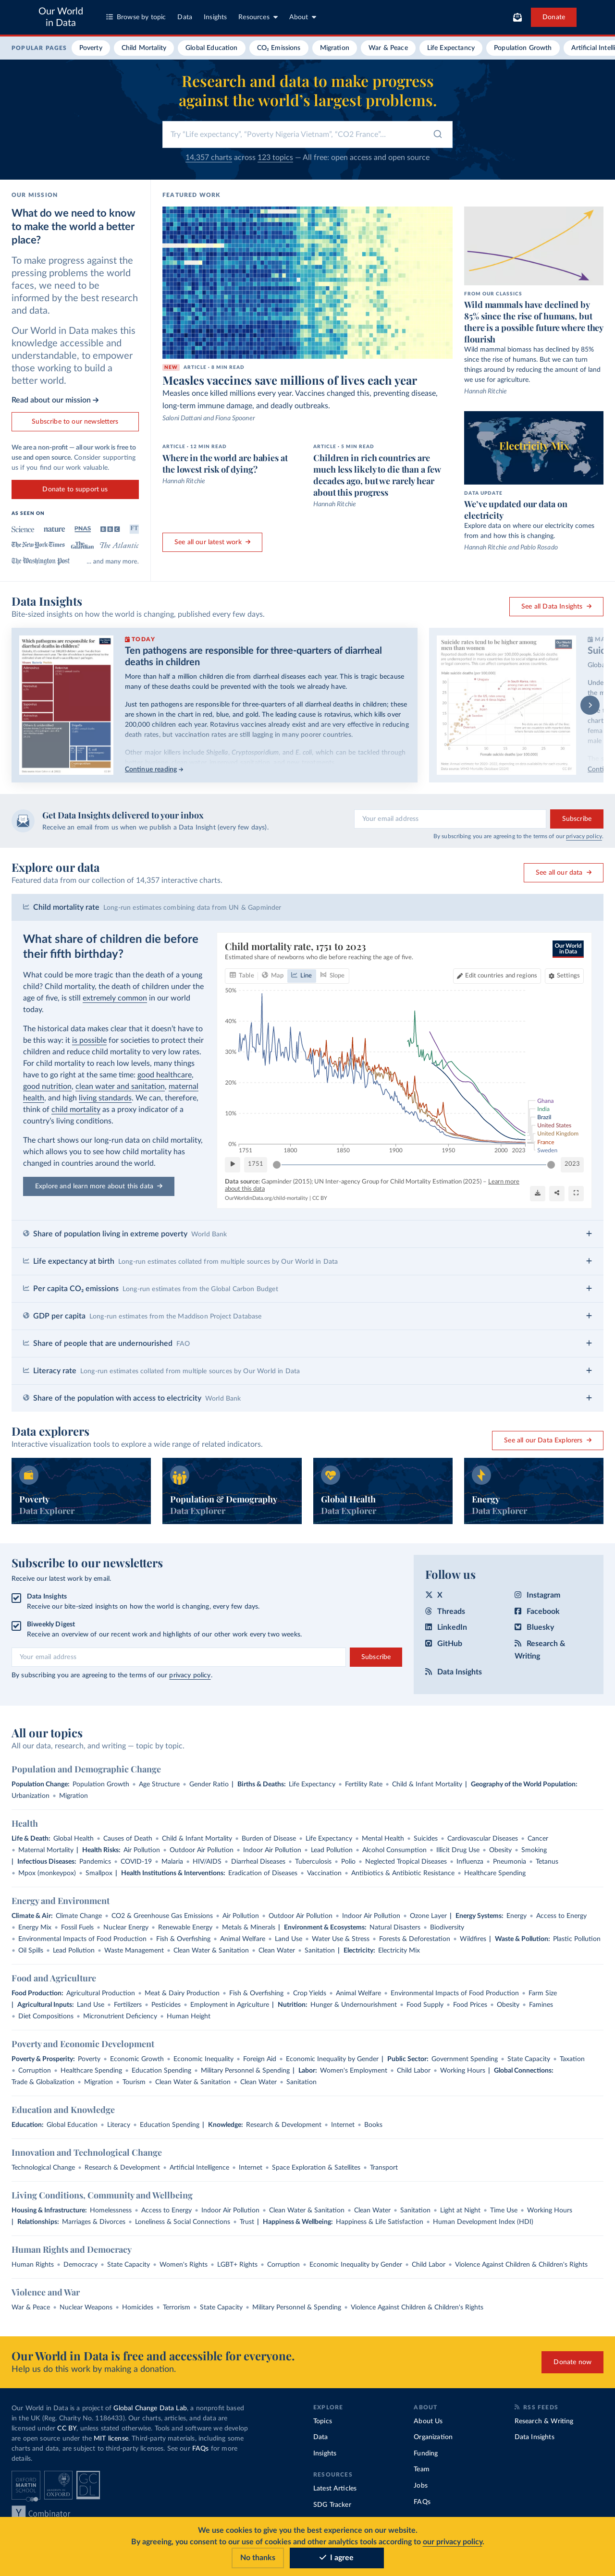 Our World
in Data
Browse by topic
Data
Insights
Resources
About
Donate
POPULAR PAGES
Poverty
Child Mortality
Global Education
CO₂ Emissions
Migration
War & Peace
Life Expectancy
Population Growth
Artificial Intelli
Research and data to make progress
against the world's largest problems.
Try "Life expectancy", "Poverty Nigeria Vietnam", "CO2 France"...
14,357 charts across 123 topics — All free: open access and open source
OUR MISSION
What do we need to know
to make the world a better
place?
To make progress against the
pressing problems the world
faces, we need to be
informed by the best research
and data.
Our World in Data makes this
knowledge accessible and
understandable, to empower
those working to build a
better world.
Read about our mission →
Subscribe to our newsletters
We are a non-profit — all our work is free to
use and open source. Consider supporting
us if you find our work valuable.
Donate to support us
AS SEEN ON
Science
nature
PNAS
BBC
FT
The New York Times
The Guardian
The Atlantic
The Washington Post
... and many more.
FEATURED WORK
NEW ARTICLE · 8 MIN READ
Measles vaccines save millions of lives each year
Measles once killed millions every year. Vaccines changed this, preventing disease,
long-term immune damage, and deadly outbreaks.
Saloni Dattani and Fiona Spooner
ARTICLE · 12 MIN READ
Where in the world are babies at
the lowest risk of dying?
Hannah Ritchie
ARTICLE · 5 MIN READ
Children in rich countries are
much less likely to die than a few
decades ago, but we rarely hear
about this progress
Hannah Ritchie
See all our latest work →
FROM OUR CLASSICS
Wild mammals have declined by
85% since the rise of humans, but
there is a possible future where they
flourish
Wild mammal biomass has declined by 85%
since the rise of humans. But we can turn
things around by reducing the amount of land
we use for agriculture.
Hannah Ritchie
Electricity Mix
DATA UPDATE
We've updated our data on
electricity
Explore data on where our electricity comes
from and how this is changing.
Hannah Ritchie and Pablo Rosado
Data Insights
Bite-sized insights on how the world is changing, published every few days.
See all Data Insights →
Which pathogens are responsible for diarrheal deaths in children?
TODAY
Ten pathogens are responsible for three-quarters of diarrheal
deaths in children
More than half a million children die from diarrheal diseases each year. This is tragic because
many of these deaths could be prevented with the tools we already have.
Just ten pathogens are responsible for three-quarters of all diarrheal deaths in children; these
are shown in the chart in red, blue, and gold. The leading cause is rotavirus, which kills over
200,000 children each year. Rotavirus vaccines already exist and are very effective in reducing
death rates, but vaccination rates are still lagging in many poorer countries.
Other major killers include Shigella, Cryptosporidium, and E. coli, which can be tackled through
Continue reading →
Suicide rates tend to be higher among
men than women
Get Data Insights delivered to your inbox
Receive an email from us when we publish a Data Insight (every few days).
Your email address
Subscribe
By subscribing you are agreeing to the terms of our privacy policy.
Explore our data
Featured data from our collection of 14,357 interactive charts.
See all our data →
Child mortality rate Long-run estimates combining data from UN & Gapminder
What share of children die before
their fifth birthday?
What could be more tragic than the death of a young
child? Child mortality, the death of children under the
age of five, is still extremely common in our world
today.
The historical data makes clear that it doesn't have to
be this way: it is possible for societies to protect their
children and reduce child mortality to very low rates.
For child mortality to reach low levels, many things
have to go right at the same time: good healthcare,
good nutrition, clean water and sanitation, maternal
health, and high living standards. We can, therefore,
think of child mortality as a proxy indicator of a
country's living conditions.
The chart shows our long-run data on child mortality,
which allows you to see how child mortality has
changed in countries around the world.
Explore and learn more about this data →
Child mortality rate, 1751 to 2023
Estimated share of newborns who die before reaching the age of five.
Our World
in Data
Table
Map
Line
Slope
Edit countries and regions
Settings
50%
40%
30%
20%
10%
0%
Ghana
India
Brazil
United States
United Kingdom
France
Sweden
1751 1800 1850 1900 1950 2000 2023
1751
2023
Data source: Gapminder (2015); UN Inter-agency Group for Child Mortality Estimation (2025) – Learn more
about this data
OurWorldinData.org/child-mortality | CC BY
Share of population living in extreme poverty World Bank
Life expectancy at birth Long-run estimates collated from multiple sources by Our World in Data
Per capita CO₂ emissions Long-run estimates from the Global Carbon Budget
GDP per capita Long-run estimates from the Maddison Project Database
Share of people that are undernourished FAO
Literacy rate Long-run estimates collated from multiple sources by Our World in Data
Share of the population with access to electricity World Bank
Data explorers
Interactive visualization tools to explore a wide range of related indicators.
See all our Data Explorers →
Poverty
Data Explorer
Population & Demography
Data Explorer
Global Health
Data Explorer
Energy
Data Explorer
Subscribe to our newsletters
Receive our latest work by email.
Data Insights
Receive our bite-sized insights on how the world is changing, every few days.
Biweekly Digest
Receive an overview of our recent work and highlights of our other work every two weeks.
Your email address
Subscribe
By subscribing you are agreeing to the terms of our privacy policy.
Follow us
X
Instagram
Threads
Facebook
LinkedIn
Bluesky
GitHub
Research &
Writing
Data Insights
All our topics
All our data, research, and writing — topic by topic.
Population and Demographic Change
Population Change: Population Growth • Age Structure • Gender Ratio | Births & Deaths: Life Expectancy • Fertility Rate • Child & Infant Mortality | Geography of the World Population:
Urbanization • Migration
Health
Life & Death: Global Health • Causes of Death • Child & Infant Mortality • Burden of Disease • Life Expectancy • Mental Health • Suicides • Cardiovascular Diseases • Cancer
• Maternal Mortality | Health Risks: Air Pollution • Outdoor Air Pollution • Indoor Air Pollution • Lead Pollution • Alcohol Consumption • Illicit Drug Use • Obesity • Smoking
| Infectious Diseases: Pandemics • COVID-19 • Malaria • HIV/AIDS • Diarrheal Diseases • Tuberculosis • Polio • Neglected Tropical Diseases • Influenza • Pneumonia • Tetanus
• Mpox (monkeypox) • Smallpox | Health Institutions & Interventions: Eradication of Diseases • Vaccination • Antibiotics & Antibiotic Resistance • Healthcare Spending
Energy and Environment
Climate & Air: Climate Change • CO2 & Greenhouse Gas Emissions • Air Pollution • Outdoor Air Pollution • Indoor Air Pollution • Ozone Layer | Energy Systems: Energy • Access to Energy
• Energy Mix • Fossil Fuels • Nuclear Energy • Renewable Energy • Metals & Minerals | Environment & Ecosystems: Natural Disasters • Biodiversity
• Environmental Impacts of Food Production • Fish & Overfishing • Animal Welfare • Land Use • Water Use & Stress • Forests & Deforestation • Wildfires | Waste & Pollution: Plastic Pollution
• Oil Spills • Lead Pollution • Waste Management • Clean Water & Sanitation • Clean Water • Sanitation | Electricity: Electricity Mix
Food and Agriculture
Food Production: Agricultural Production • Meat & Dairy Production • Fish & Overfishing • Crop Yields • Animal Welfare • Environmental Impacts of Food Production • Farm Size
| Agricultural Inputs: Land Use • Fertilizers • Pesticides • Employment in Agriculture | Nutrition: Hunger & Undernourishment • Food Supply • Food Prices • Obesity • Famines
• Diet Compositions • Micronutrient Deficiency • Human Height
Poverty and Economic Development
Poverty & Prosperity: Poverty • Economic Growth • Economic Inequality • Foreign Aid • Economic Inequality by Gender | Public Sector: Government Spending • State Capacity • Taxation
• Corruption • Healthcare Spending • Education Spending • Military Personnel & Spending | Labor: Women's Employment • Child Labor • Working Hours | Global Connections:
Trade & Globalization • Migration • Tourism • Clean Water & Sanitation • Clean Water • Sanitation
Education and Knowledge
Education: Global Education • Literacy • Education Spending | Knowledge: Research & Development • Internet • Books
Innovation and Technological Change
Technological Change • Research & Development • Artificial Intelligence • Internet • Space Exploration & Satellites • Transport
Living Conditions, Community and Wellbeing
Housing & Infrastructure: Homelessness • Access to Energy • Indoor Air Pollution • Clean Water & Sanitation • Clean Water • Sanitation • Light at Night • Time Use • Working Hours
| Relationships: Marriages & Divorces • Loneliness & Social Connections • Trust | Happiness & Wellbeing: Happiness & Life Satisfaction • Human Development Index (HDI)
Human Rights and Democracy
Human Rights • Democracy • State Capacity • Women's Rights • LGBT+ Rights • Corruption • Economic Inequality by Gender • Child Labor • Violence Against Children & Children's Rights
Violence and War
War & Peace • Nuclear Weapons • Homicides • Terrorism • State Capacity • Military Personnel & Spending • Violence Against Children & Children's Rights
Our World in Data is free and accessible for everyone.
Help us do this work by making a donation.
Donate now
Our World in Data is a project of Global Change Data Lab, a nonprofit based
in the UK (Reg. Charity No. 1186433). Our charts, articles, and data are
licensed under CC BY, unless stated otherwise. Tools and software we develop
are open source under the MIT license. Third-party materials, including some
charts and data, are subject to third-party licenses. See our FAQs for more
details.
OXFORD
MARTIN
SCHOOL
UNIVERSITY OF
OXFORD
GC
DL
Y Combinator
EXPLORE
Topics
Data
Insights
RESOURCES
Latest Articles
SDG Tracker
ABOUT
About Us
Organization
Funding
Team
Jobs
FAQs
RSS FEEDS
Research & Writing
Data Insights
We use cookies to give you the best experience on our website.
By agreeing, you consent to our use of cookies and other analytics tools according to our privacy policy.
No thanks
I agree